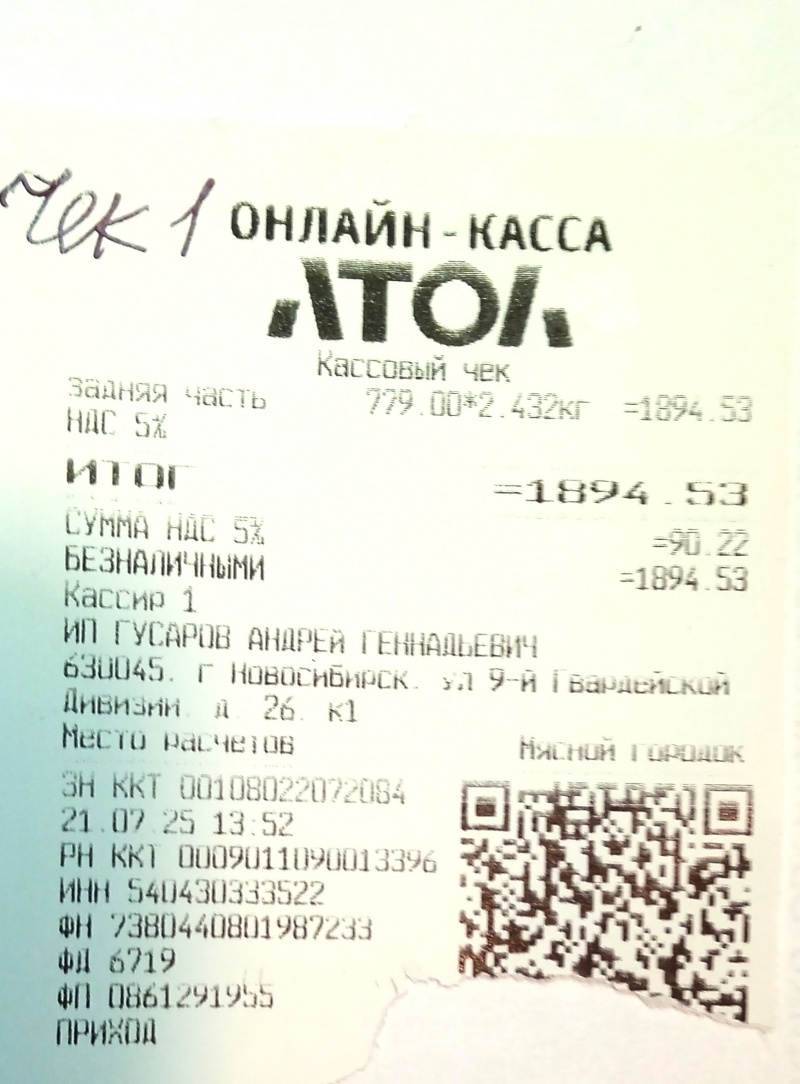 Чек 1
ОНЛАЙН-КАССА
АТОЛ
Кассовый чек
задняя часть 779.00*2.432кг =1894.53
НДС 5%
ИТОГ =1894.53
СУММА НДС 5% =90.22
БЕЗНАЛИЧНЫМИ =1894.53
Кассир 1
ИП ГУСАРОВ АНДРЕЙ ГЕННАДЬЕВИЧ
630045. г Новосибирск. ул 9-й Гвардейской
Дивизии. д. 26. к1
Место расчетов Мясной городок
ЗН ККТ 00108022072084
21.07.25 13:52
РН ККТ 0009011090013396
ИНН 540430333522
ФН 7380440801987233
ФД 6719
ФП 0861291955
ПРИХОД